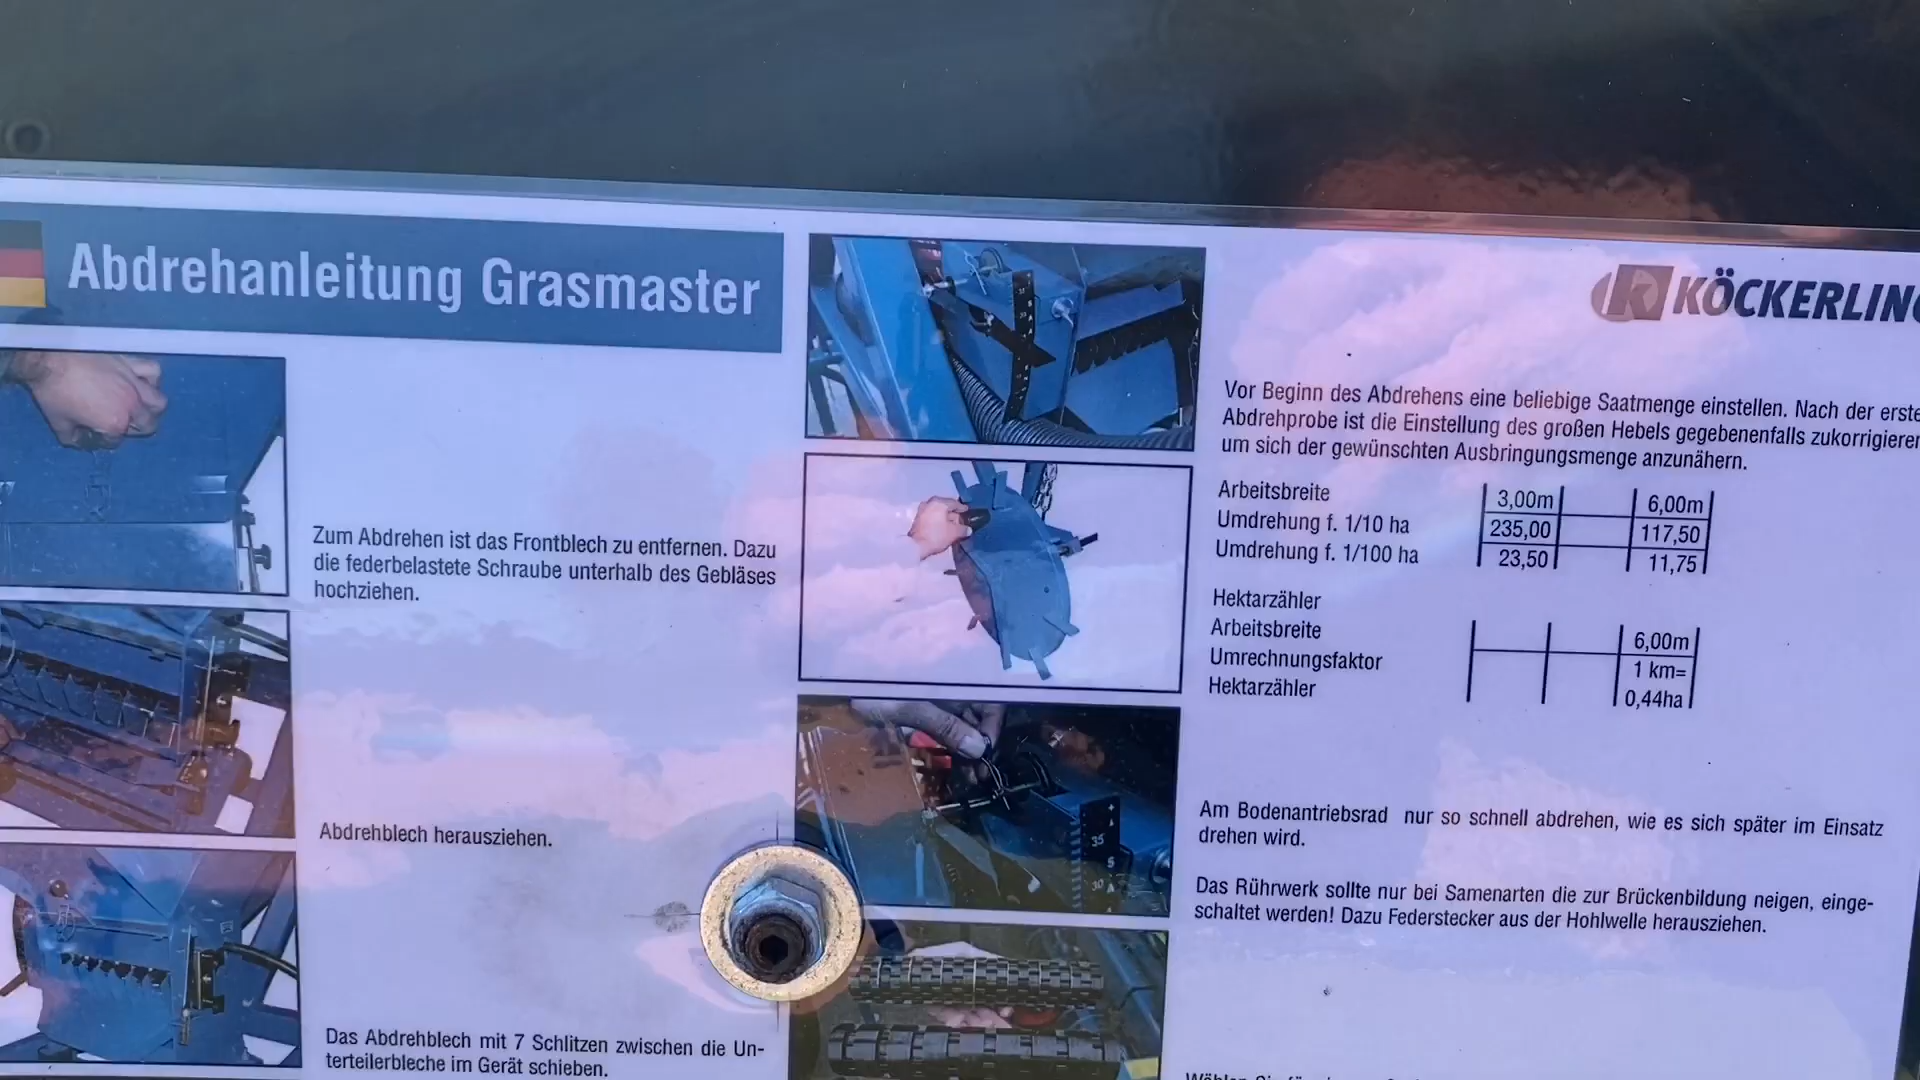 Abdrehanleitung Grasmaster
Zum Abdrehen ist das Frontblech zu entfernen. Dazu
die federbelastete Schraube unterhalb des Gebläses
hochziehen.
Abdrehblech herausziehen.
Das Abdrehblech mit 7 Schlitzen zwischen die Un-
terteilerbleche im Gerät schieben.
35
S
30
KÖCKERLING
Vor Beginn des Abdrehens eine beliebige Saatmenge einstellen. Nach der erste
Abdrehprobe ist die Einstellung des großen Hebels gegebenenfalls zukorrigieren
um sich der gewünschten Ausbringungsmenge anzunähern.
Arbeitsbreite 3,00m 6,00m
Umdrehung f. 1/10 ha 235,00 117,50
Umdrehung f. 1/100 ha 23,50 11,75
Hektarzähler
Arbeitsbreite 6,00m
Umrechnungsfaktor 1 km=
Hektarzähler 0,44ha
Am Bodenantriebsrad nur so schnell abdrehen, wie es sich später im Einsatz
drehen wird.
Das Rührwerk sollte nur bei Samenarten die zur Brückenbildung neigen, einge-
schaltet werden! Dazu Federstecker aus der Hohlwelle herausziehen.